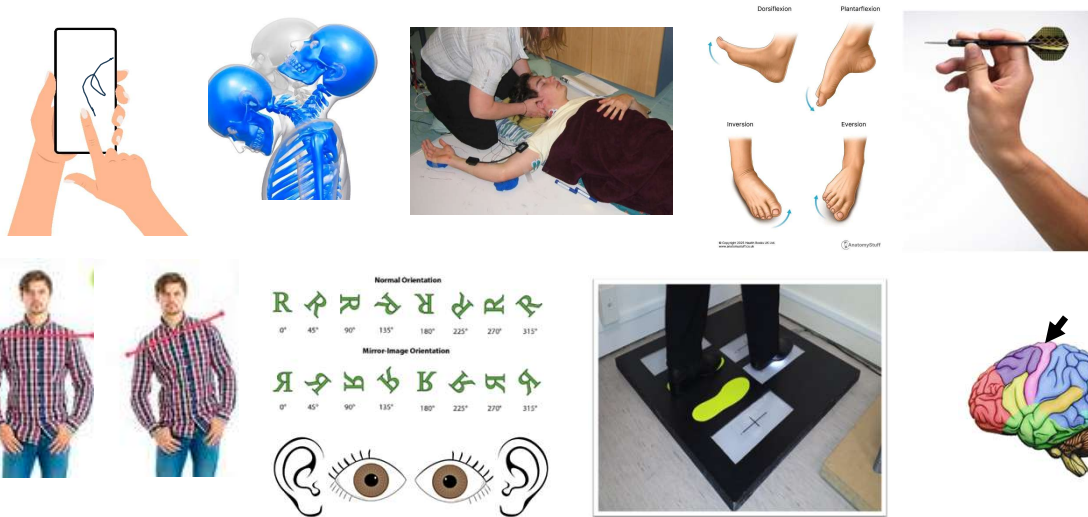 Dorsiflexion Plantarflexion
Inversion Eversion
AnatomyStuff
Normal Orientation
R R R R R R R R
0° 45° 90° 135° 180° 225° 270° 315°
Mirror-Image Orientation
R R R R R R R R
0° 45° 90° 135° 180° 225° 270° 315°